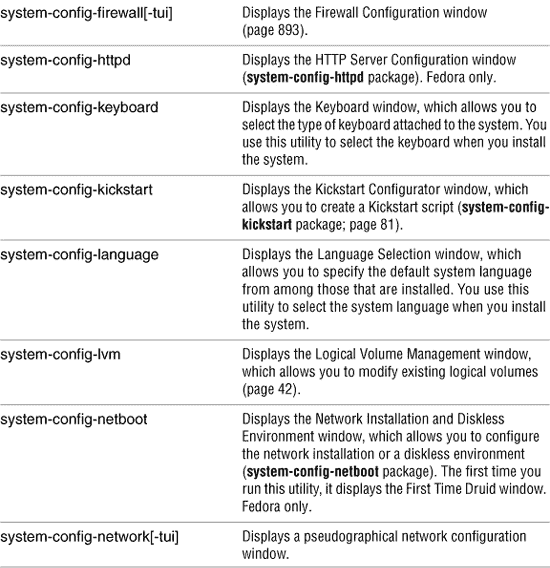 system-config-firewall[-tui]
Displays the Firewall Configuration window
(page 893).
system-config-httpd
Displays the HTTP Server Configuration window
(system-config-httpd package). Fedora only.
system-config-keyboard
Displays the Keyboard window, which allows you to
select the type of keyboard attached to the system. You
use this utility to select the keyboard when you install
the system.
system-config-kickstart
Displays the Kickstart Configurator window, which
allows you to create a Kickstart script (system-config-
kickstart package; page 81).
system-config-language
Displays the Language Selection window, which
allows you to specify the default system language
from among those that are installed. You use this
utility to select the system language when you install
the system.
system-config-lvm
Displays the Logical Volume Management window,
which allows you to modify existing logical volumes
(page 42).
system-config-netboot
Displays the Network Installation and Diskless
Environment window, which allows you to configure
the network installation or a diskless environment
(system-config-netboot package). The first time you
run this utility, it displays the First Time Druid window.
Fedora only.
system-config-network[-tui]
Displays a pseudographical network configuration
window.